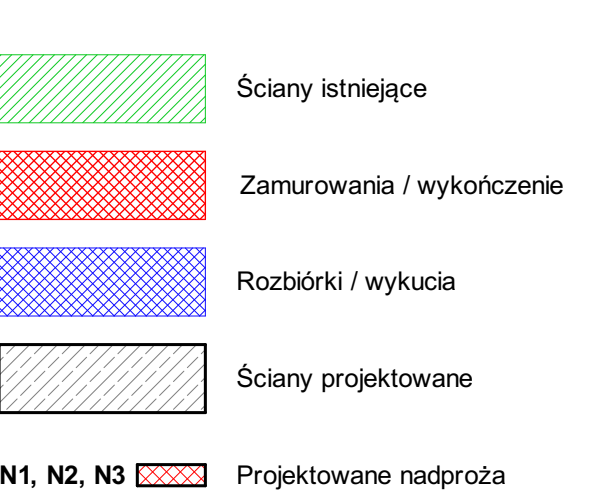 Ściany istniejące
Zamurowania / wykończenie
Rozbiórki / wykucia
Ściany projektowane
N1, N2, N3 Projektowane nadproża